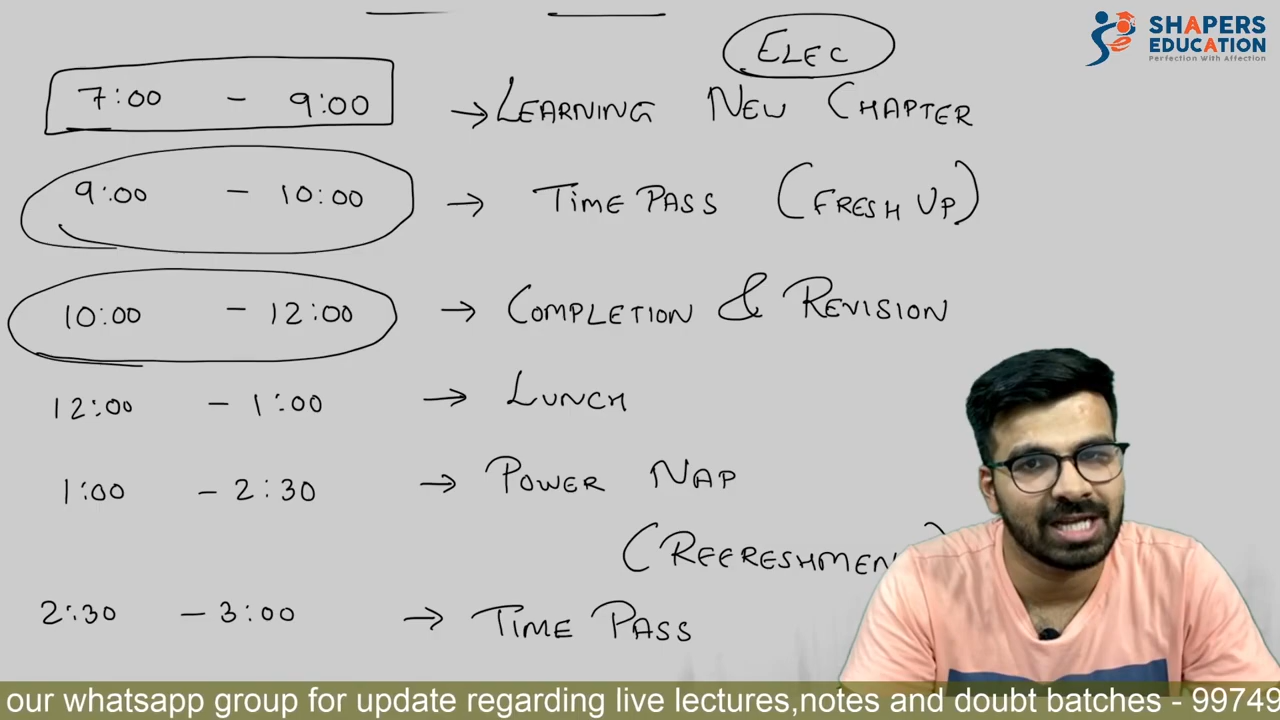 SHAPERS
EDUCATION
Perfection With Affection
ELEC
7:00 - 9:00 → LEARNING NEW CHAPTER
9:00 - 10:00 → TIME PASS (FRESH UP)
10:00 - 12:00 → COMPLETION & REVISION
12:00 - 1:00 → LUNCH
1:00 - 2:30 → POWER NAP
2:30 - 3:00 → TIME PASS
our whatsapp group for update regarding live lectures,notes and doubt batches - 99749